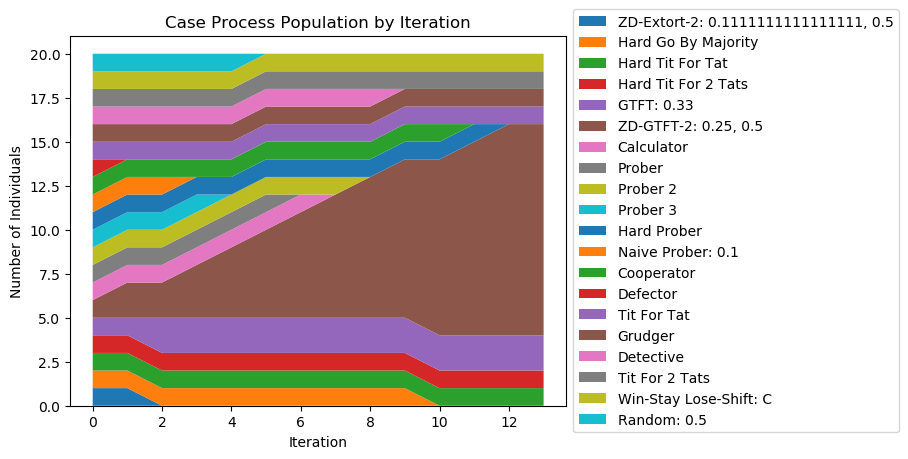 Case Process Population by Iteration
Number of Individuals
20.0
17.5
15.0
12.5
10.0
7.5
5.0
2.5
0.0
0 2 4 6 8 10 12
Iteration
ZD-Extort-2: 0.1111111111111111, 0.5
Hard Go By Majority
Hard Tit For Tat
Hard Tit For 2 Tats
GTFT: 0.33
ZD-GTFT-2: 0.25, 0.5
Calculator
Prober
Prober 2
Prober 3
Hard Prober
Naive Prober: 0.1
Cooperator
Defector
Tit For Tat
Grudger
Detective
Tit For 2 Tats
Win-Stay Lose-Shift: C
Random: 0.5